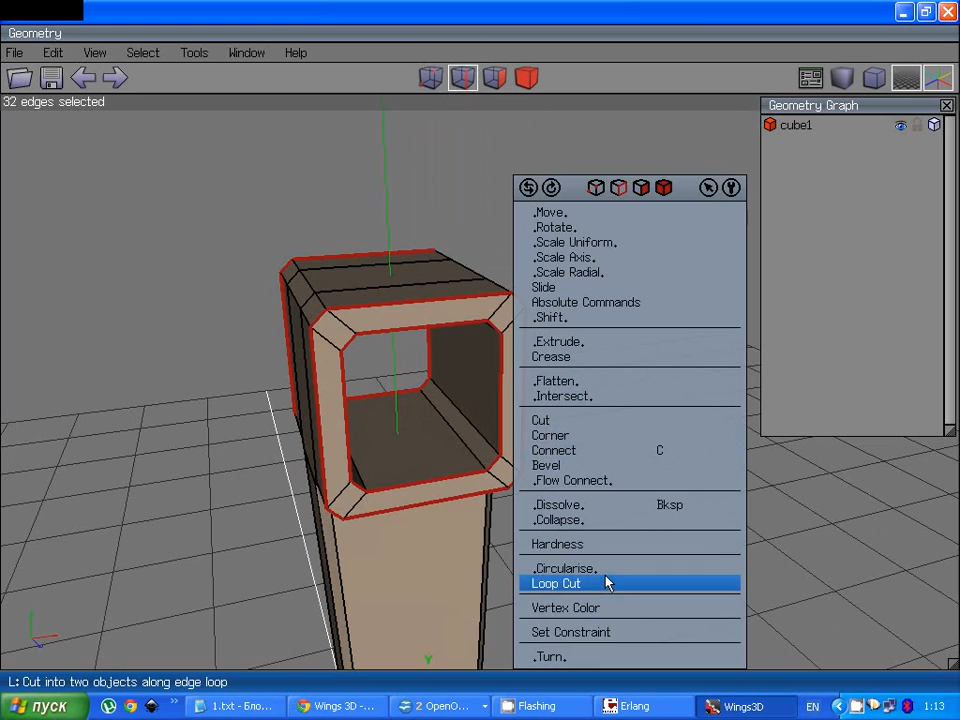 Geometry
File Edit View Select Tools Window Help
32 edges selected
Geometry Graph
cube1
.Move.
.Rotate.
.Scale Uniform.
.Scale Axis.
.Scale Radial.
Slide
Absolute Commands
.Shift.
.Extrude.
Crease
.Flatten.
.Intersect.
Cut
Corner
Connect C
Bevel
.Flow Connect.
.Dissolve. Bksp
.Collapse.
Hardness
.Circularise.
Loop Cut
Vertex Color
Set Constraint
.Turn.
Y
L: Cut into two objects along edge loop
пуск 1.txt - Бло... Wings 3D -... 2 OpenO... Flashing Erlang Wings3D EN 1:13